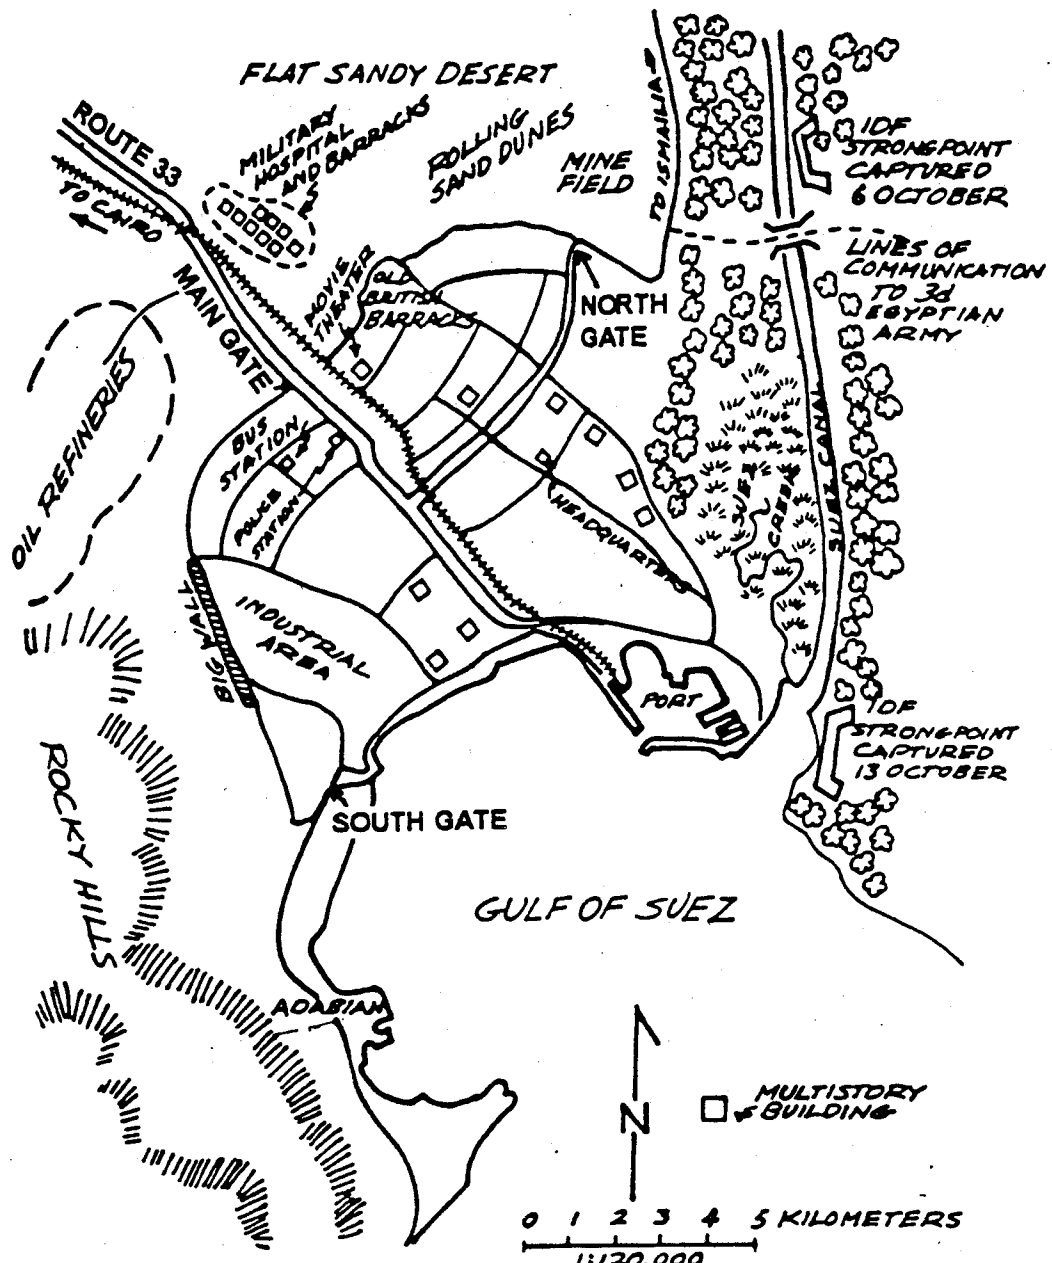 FLAT SANDY DESERT
ROUTE 33
TO CAIRO
MILITARY
HOSPITAL
AND BARRACKS
ROLLING
SAND DUNES
MINE
FIELD
TO ISMAILIA
IDF
STRONGPOINT
CAPTURED
6 OCTOBER
LINES OF
COMMUNICATION
TO 3d
EGYPTIAN
ARMY
MAIN GATE
MOVIE
THEATER
OLD
BRITISH
BARRACKS
NORTH
GATE
OIL REFINERIES
BUS
STATION
POLICE
STATION
HEADQUARTERS
SUEZ
CREEK
SUEZ CANAL
BIG WALL
INDUSTRIAL
AREA
PORT
IDF
STRONGPOINT
CAPTURED
13 OCTOBER
ROCKY HILLS
SOUTH GATE
GULF OF SUEZ
ADABIAH
N
MULTISTORY
BUILDING
0 1 2 3 4 5 KILOMETERS
1:120,000